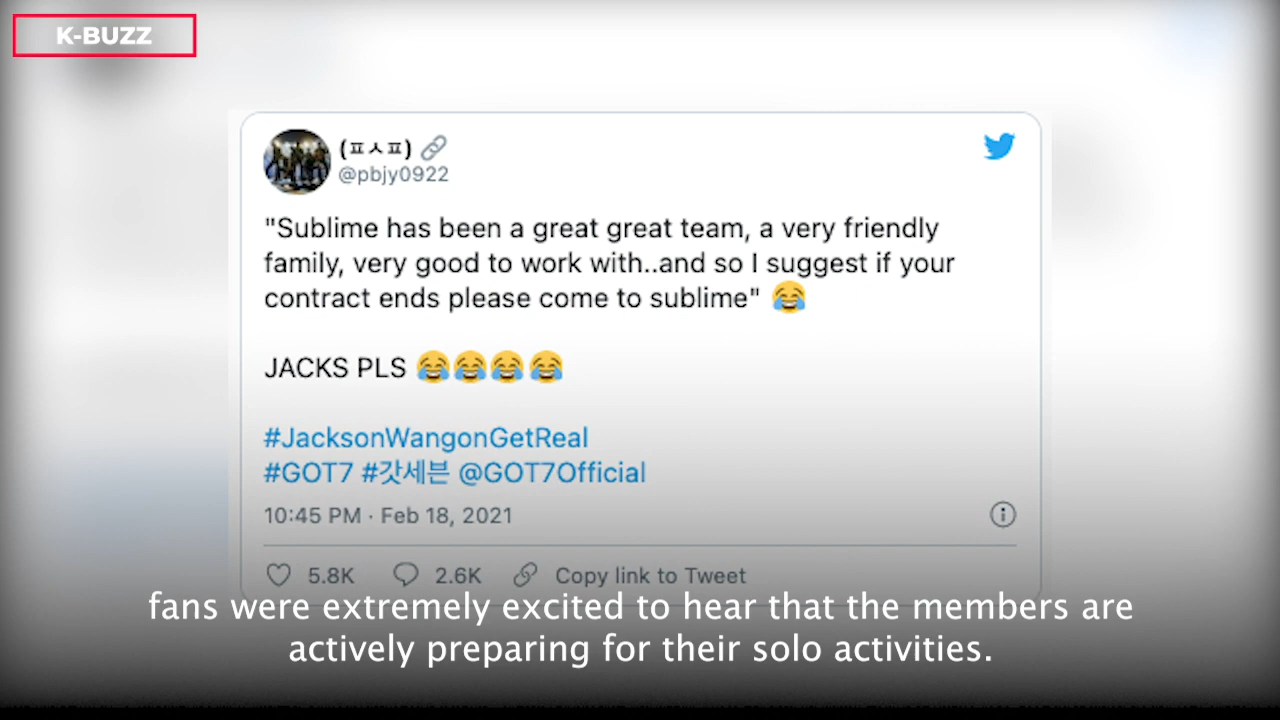 K-BUZZ
(ㅍㅅㅍ) 🔗
@pbjy0922
"Sublime has been a great great team, a very friendly
family, very good to work with..and so I suggest if your
contract ends please come to sublime" 😂
JACKS PLS 😂😂😂😂
#JacksonWangonGetReal
#GOT7 #갓세븐 @GOT7Official
10:45 PM · Feb 18, 2021
5.8K 2.6K Copy link to Tweet
fans were extremely excited to hear that the members are
actively preparing for their solo activities.